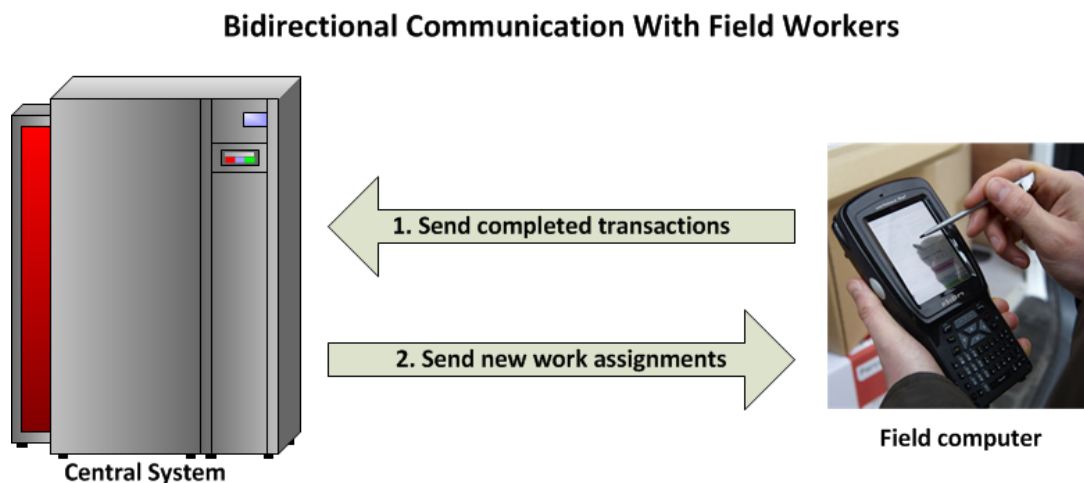 Bidirectional Communication With Field Workers
1. Send completed transactions
2. Send new work assignments
Central System
Field computer